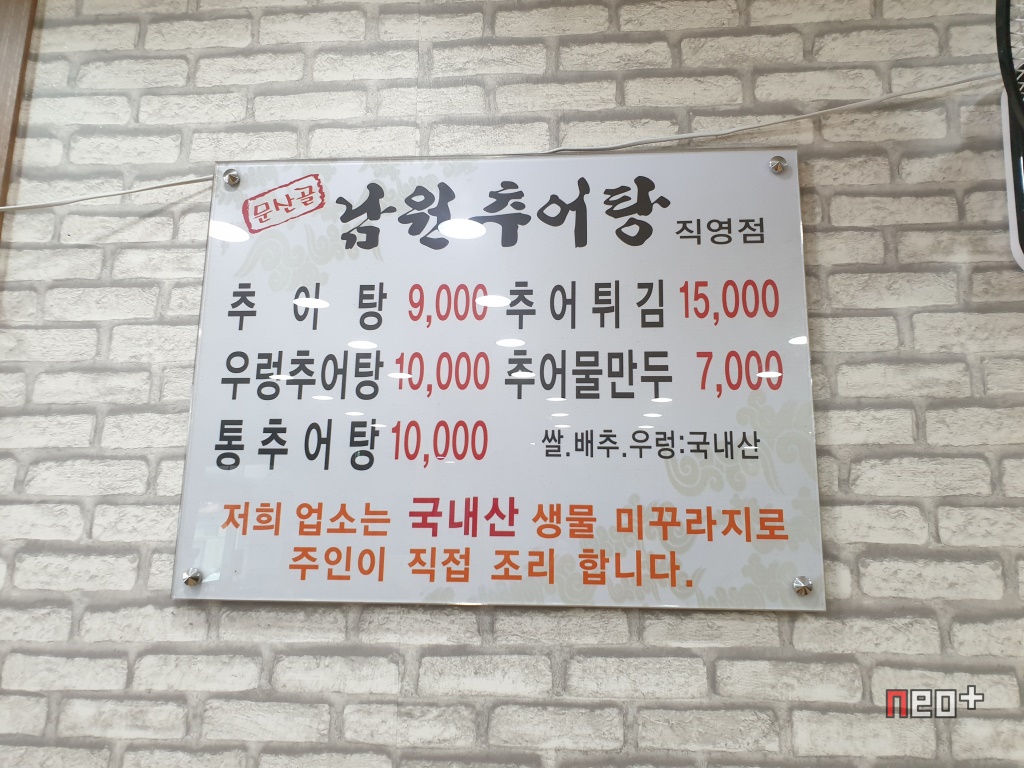 문산골 남원추어탕 직영점
추어탕 9,000 추어튀김 15,000
우렁추어탕 10,000 추어물만두 7,000
통추어탕 10,000 쌀.배추.우렁:국내산
저희 업소는 국내산 생물 미꾸라지로
주인이 직접 조리 합니다.
neo+